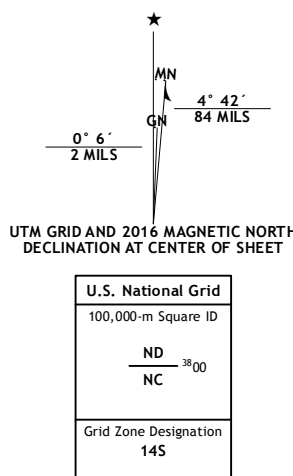 ★
MN
4° 42´
84 MILS
GN
0° 6´
2 MILS
UTM GRID AND 2016 MAGNETIC NORTH
DECLINATION AT CENTER OF SHEET
U.S. National Grid
100,000-m Square ID
ND
3800
NC
Grid Zone Designation
14S